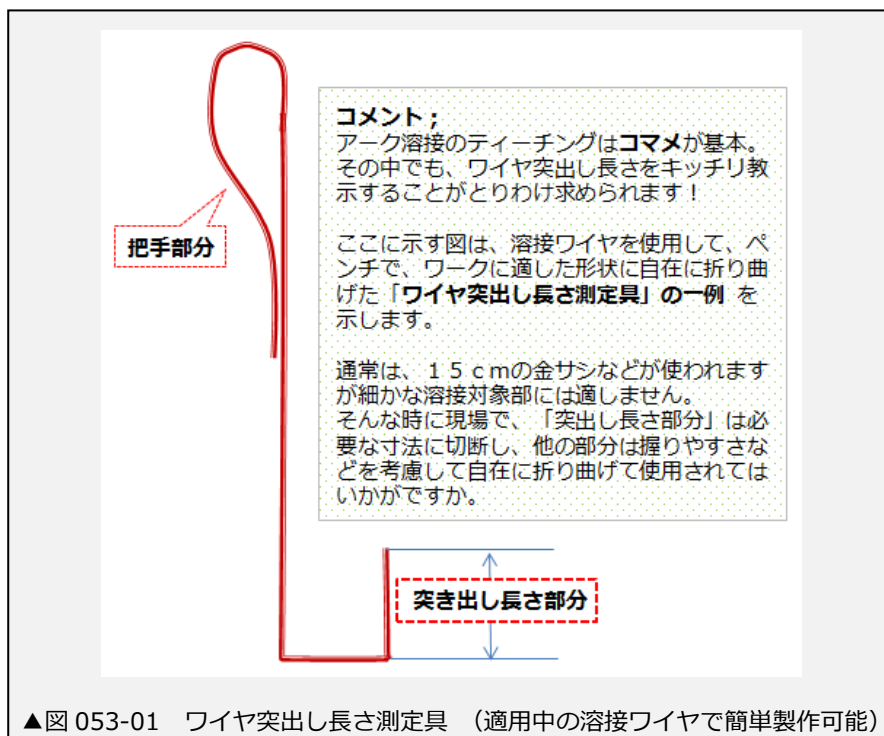 コメント；
アーク溶接のティーチングはコマメが基本。
その中でも、ワイヤ突出し長さをキッチリ教
示することがとりわけ求められます！
ここに示す図は、溶接ワイヤを使用して、ペ
ンチで、ワークに適した形状に自在に折り曲
げた「ワイヤ突出し長さ測定具」の一例 を
示します。
通常は、１５ｃｍの金サシなどが使われます
が細かな溶接対象部には適しません。
そんな時に現場で、「突出し長さ部分」は必
要な寸法に切断し、他の部分は握りやすさな
どを考慮して自在に折り曲げて使用されては
いかがですか。
把手部分
突き出し長さ部分
▲図 053-01　ワイヤ突出し長さ測定具　（適用中の溶接ワイヤで簡単製作可能）